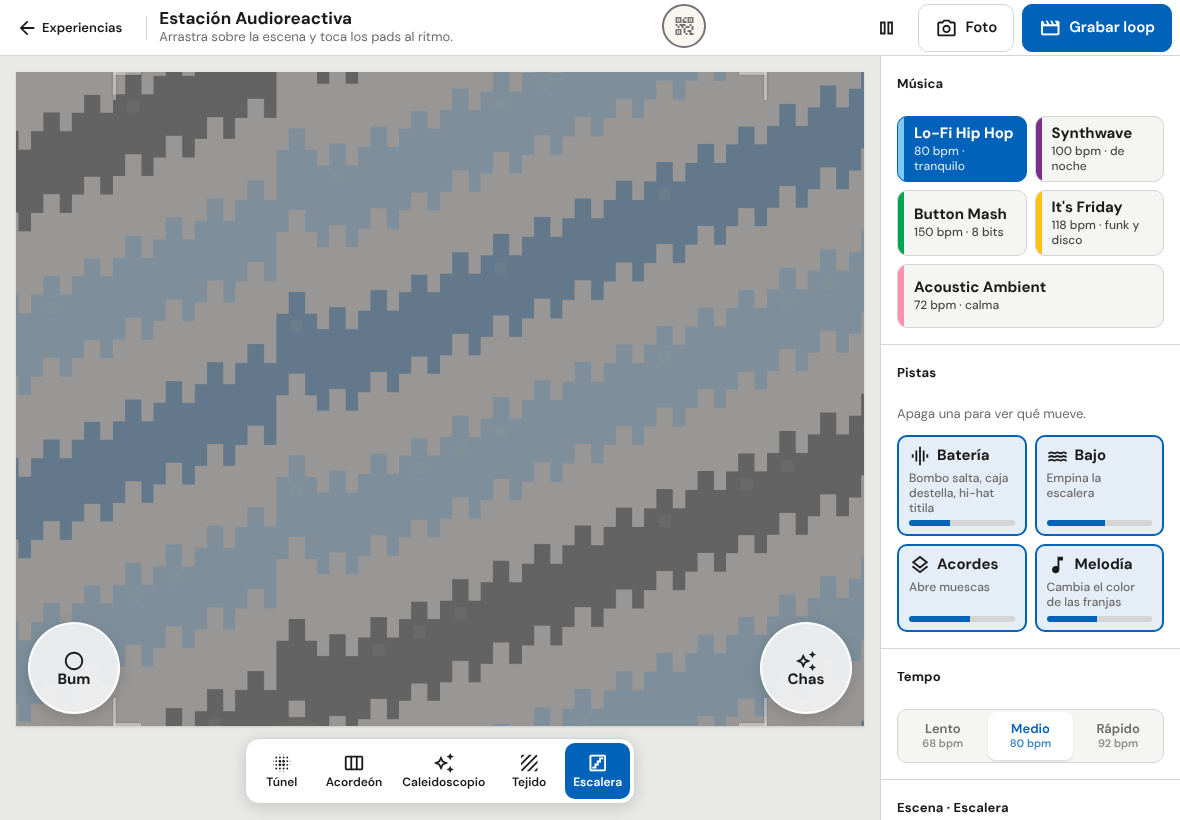 Experiencias
Estación Audioreactiva
Arrastra sobre la escena y toca los pads al ritmo.
Foto
Grabar loop
Música
Lo-Fi Hip Hop
80 bpm ·
tranquilo
Synthwave
100 bpm · de
noche
Button Mash
150 bpm · 8 bits
It's Friday
118 bpm · funk y
disco
Acoustic Ambient
72 bpm · calma
Pistas
Apaga una para ver qué mueve.
Batería
Bombo salta, caja
destella, hi-hat
titila
Bajo
Empina la
escalera
Acordes
Abre muescas
Melodía
Cambia el color
de las franjas
Tempo
Lento
68 bpm
Medio
80 bpm
Rápido
92 bpm
Escena · Escalera
Bum
Chas
Túnel
Acordeón
Caleidoscopio
Tejido
Escalera